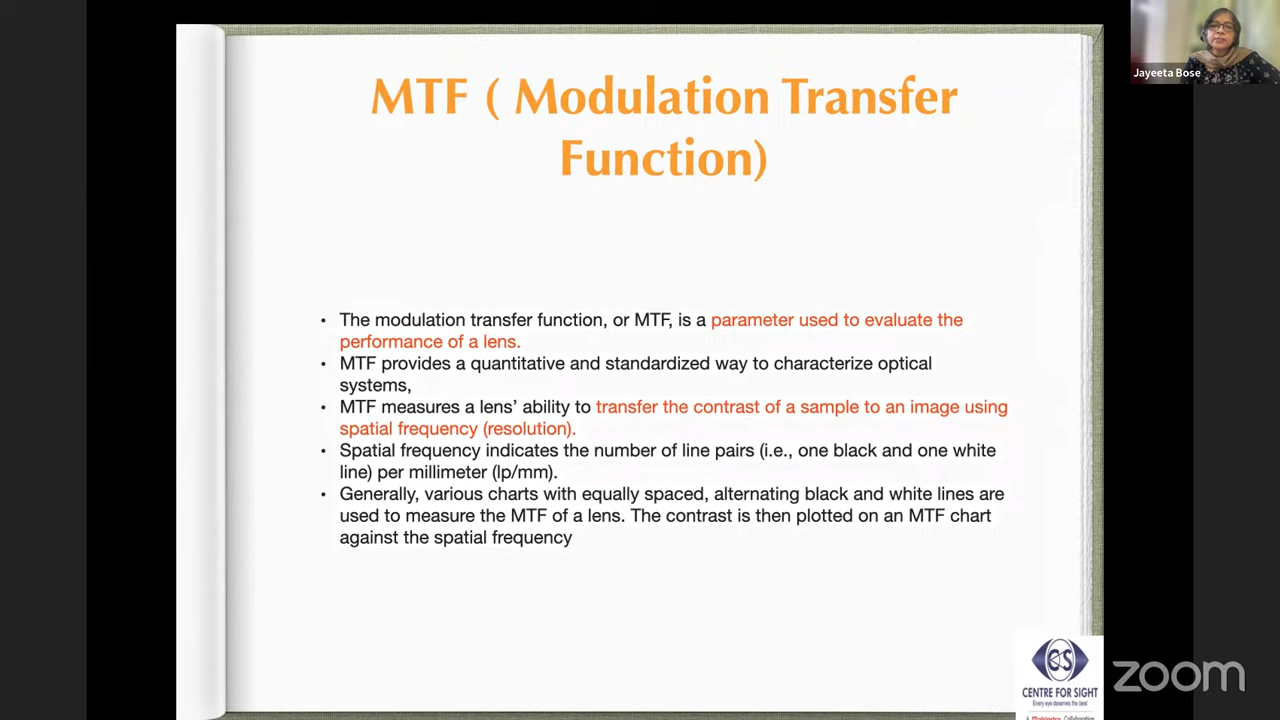 Jayeeta Bose
MTF ( Modulation Transfer
Function)
• The modulation transfer function, or MTF, is a parameter used to evaluate the
performance of a lens.
• MTF provides a quantitative and standardized way to characterize optical
systems,
• MTF measures a lens’ ability to transfer the contrast of a sample to an image using
spatial frequency (resolution).
• Spatial frequency indicates the number of line pairs (i.e., one black and one white
line) per millimeter (lp/mm).
• Generally, various charts with equally spaced, alternating black and white lines are
used to measure the MTF of a lens. The contrast is then plotted on an MTF chart
against the spatial frequency
CS
CENTRE FOR SIGHT
Every eye deserves the best
A Mahindra Collaboration
zoom